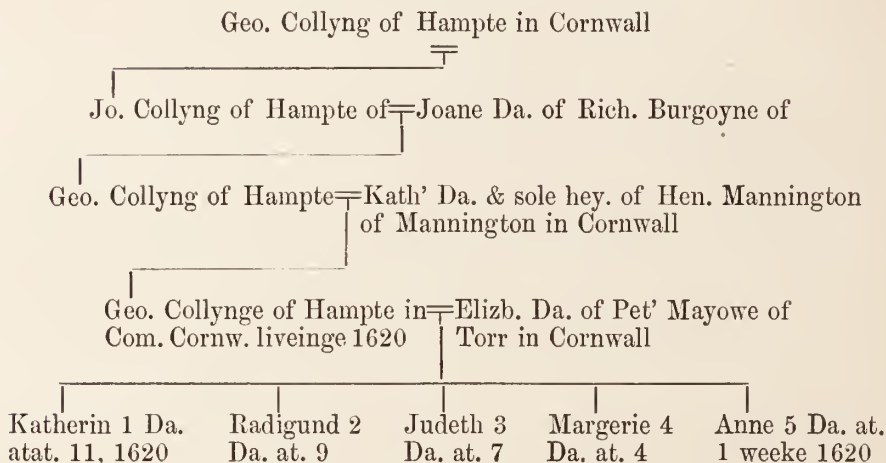 Geo. Collyng of Hampte in Cornwall
Jo. Collyng of Hampte of Joane Da. of Rich. Burgoyne of
Geo. Collyng of Hampte Kath' Da. & sole hey. of Hen. Mannington
of Mannington in Cornwall
Geo. Collynge of Hampte in Elizb. Da. of Pet' Mayowe of
Com. Cornw. liveinge 1620 Torr in Cornwall
Katherin 1 Da.
atat. 11, 1620
Radigund 2
Da. at. 9
Judeth 3
Da. at. 7
Margerie 4
Da. at. 4
Anne 5 Da. at.
1 weeke 1620